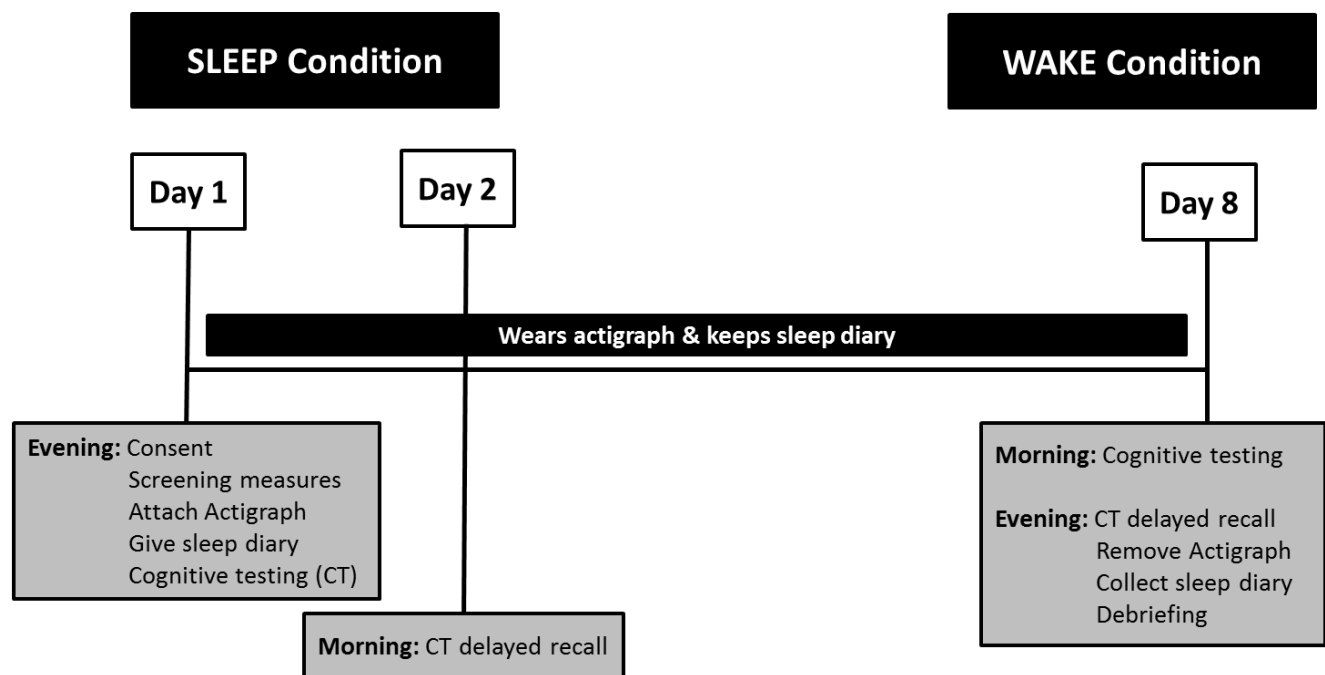 SLEEP Condition
WAKE Condition
Day 1
Day 2
Day 8
Wears actigraph & keeps sleep diary
Evening: Consent
Screening measures
Attach Actigraph
Give sleep diary
Cognitive testing (CT)
Morning: CT delayed recall
Morning: Cognitive testing
Evening: CT delayed recall
Remove Actigraph
Collect sleep diary
Debriefing